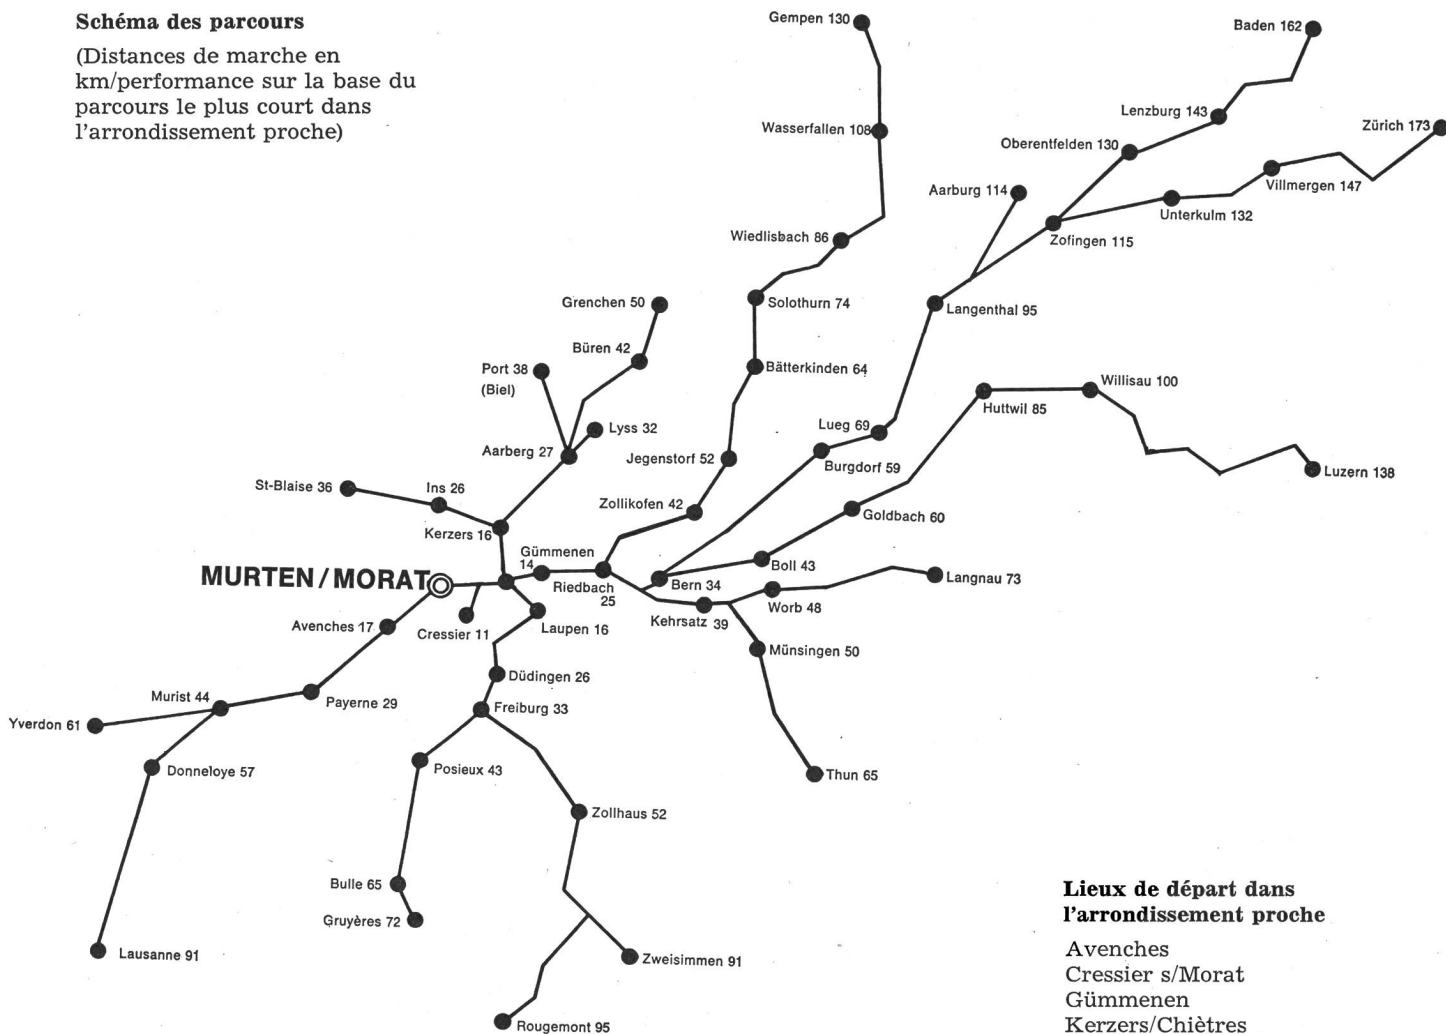 Schéma des parcours
(Distances de marche en
km/performance sur la base du
parcours le plus court dans
l'arrondissement proche)
Gempen 130
Baden 162
Wasserfallen 108
Lenzburg 143
Zürich 173
Oberentfelden 130
Aarburg 114
Villmergen 147
Unterkulm 132
Wiedlisbach 86
Zofingen 115
Grenchen 50
Solothurn 74
Langenthal 95
Büren 42
Port 38
(Biel)
Bätterkinden 64
Willisau 100
Huttwil 85
Lyss 32
Lueg 69
Aarberg 27
Jegenstorf 52
Burgdorf 59
Luzern 138
St-Blaise 36
Ins 26
Zollikofen 42
Goldbach 60
Kerzers 16
Gümmenen
14
MURTEN/MORAT
Riedbach
25
Bern 34
Boll 43
Langnau 73
Worb 48
Kehrsatz
39
Avenches 17
Cressier 11
Laupen 16
Münsingen 50
Düdingen 26
Murist 44
Payerne 29
Freiburg 33
Yverdon 61
Donneloye 57
Posieux 43
Thun 65
Zollhaus 52
Bulle 65
Gruyères 72
Lausanne 91
Zweisimmen 91
Rougemont 95
Lieux de départ dans
l'arrondissement proche
Avenches
Cressier s/Morat
Gümmenen
Kerzers/Chiètres